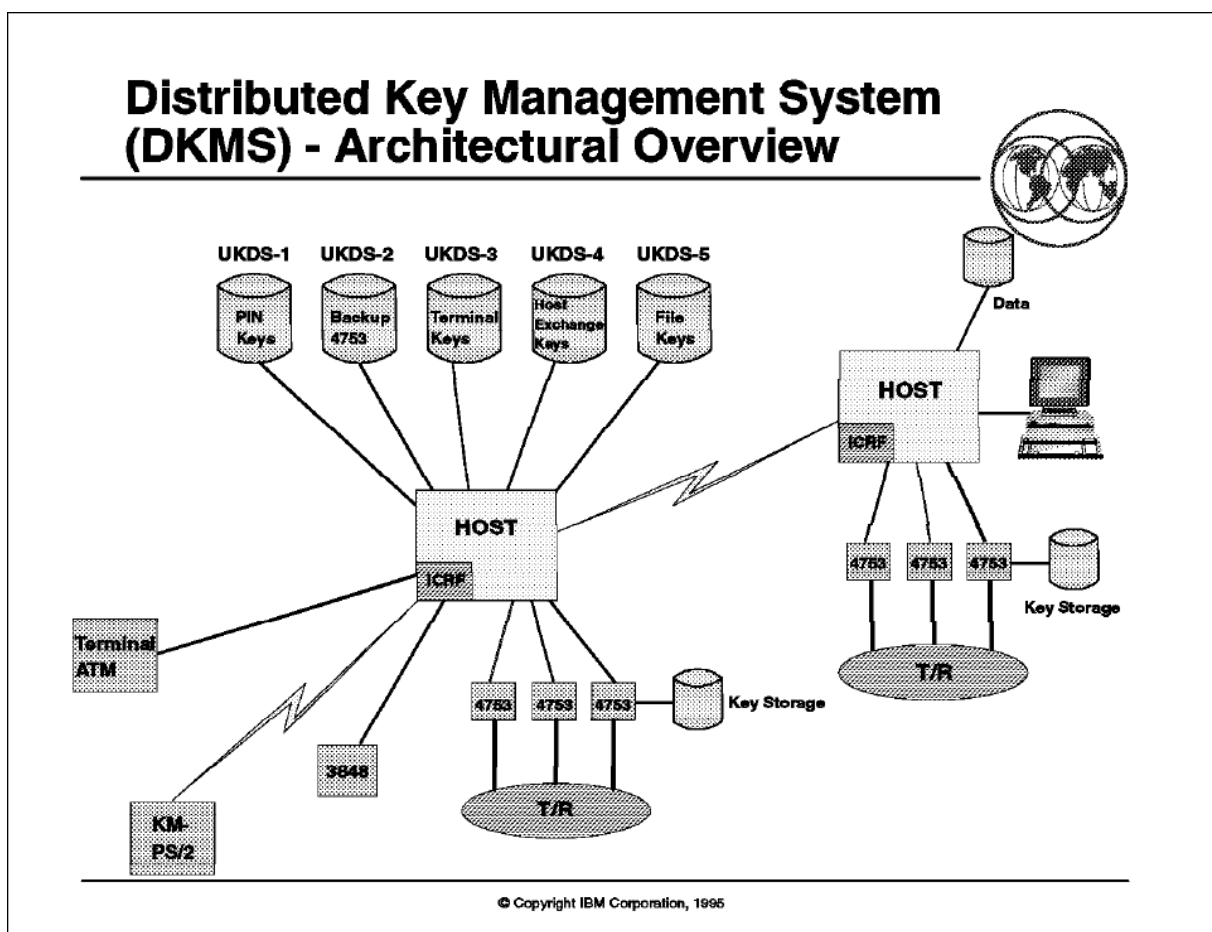 Distributed Key Management System
(DKMS) - Architectural Overview
UKDS-1
UKDS-2
UKDS-3
UKDS-4
UKDS-5
PIN
Keys
Backup
4753
Terminal
Keys
Host
Exchange
Keys
File
Keys
Data
HOST
ICRF
HOST
ICRF
4753
4753
4753
Key Storage
T/R
Terminal
ATM
4753
4753
4753
Key Storage
3848
T/R
KM-
PS/2
© Copyright IBM Corporation, 1995